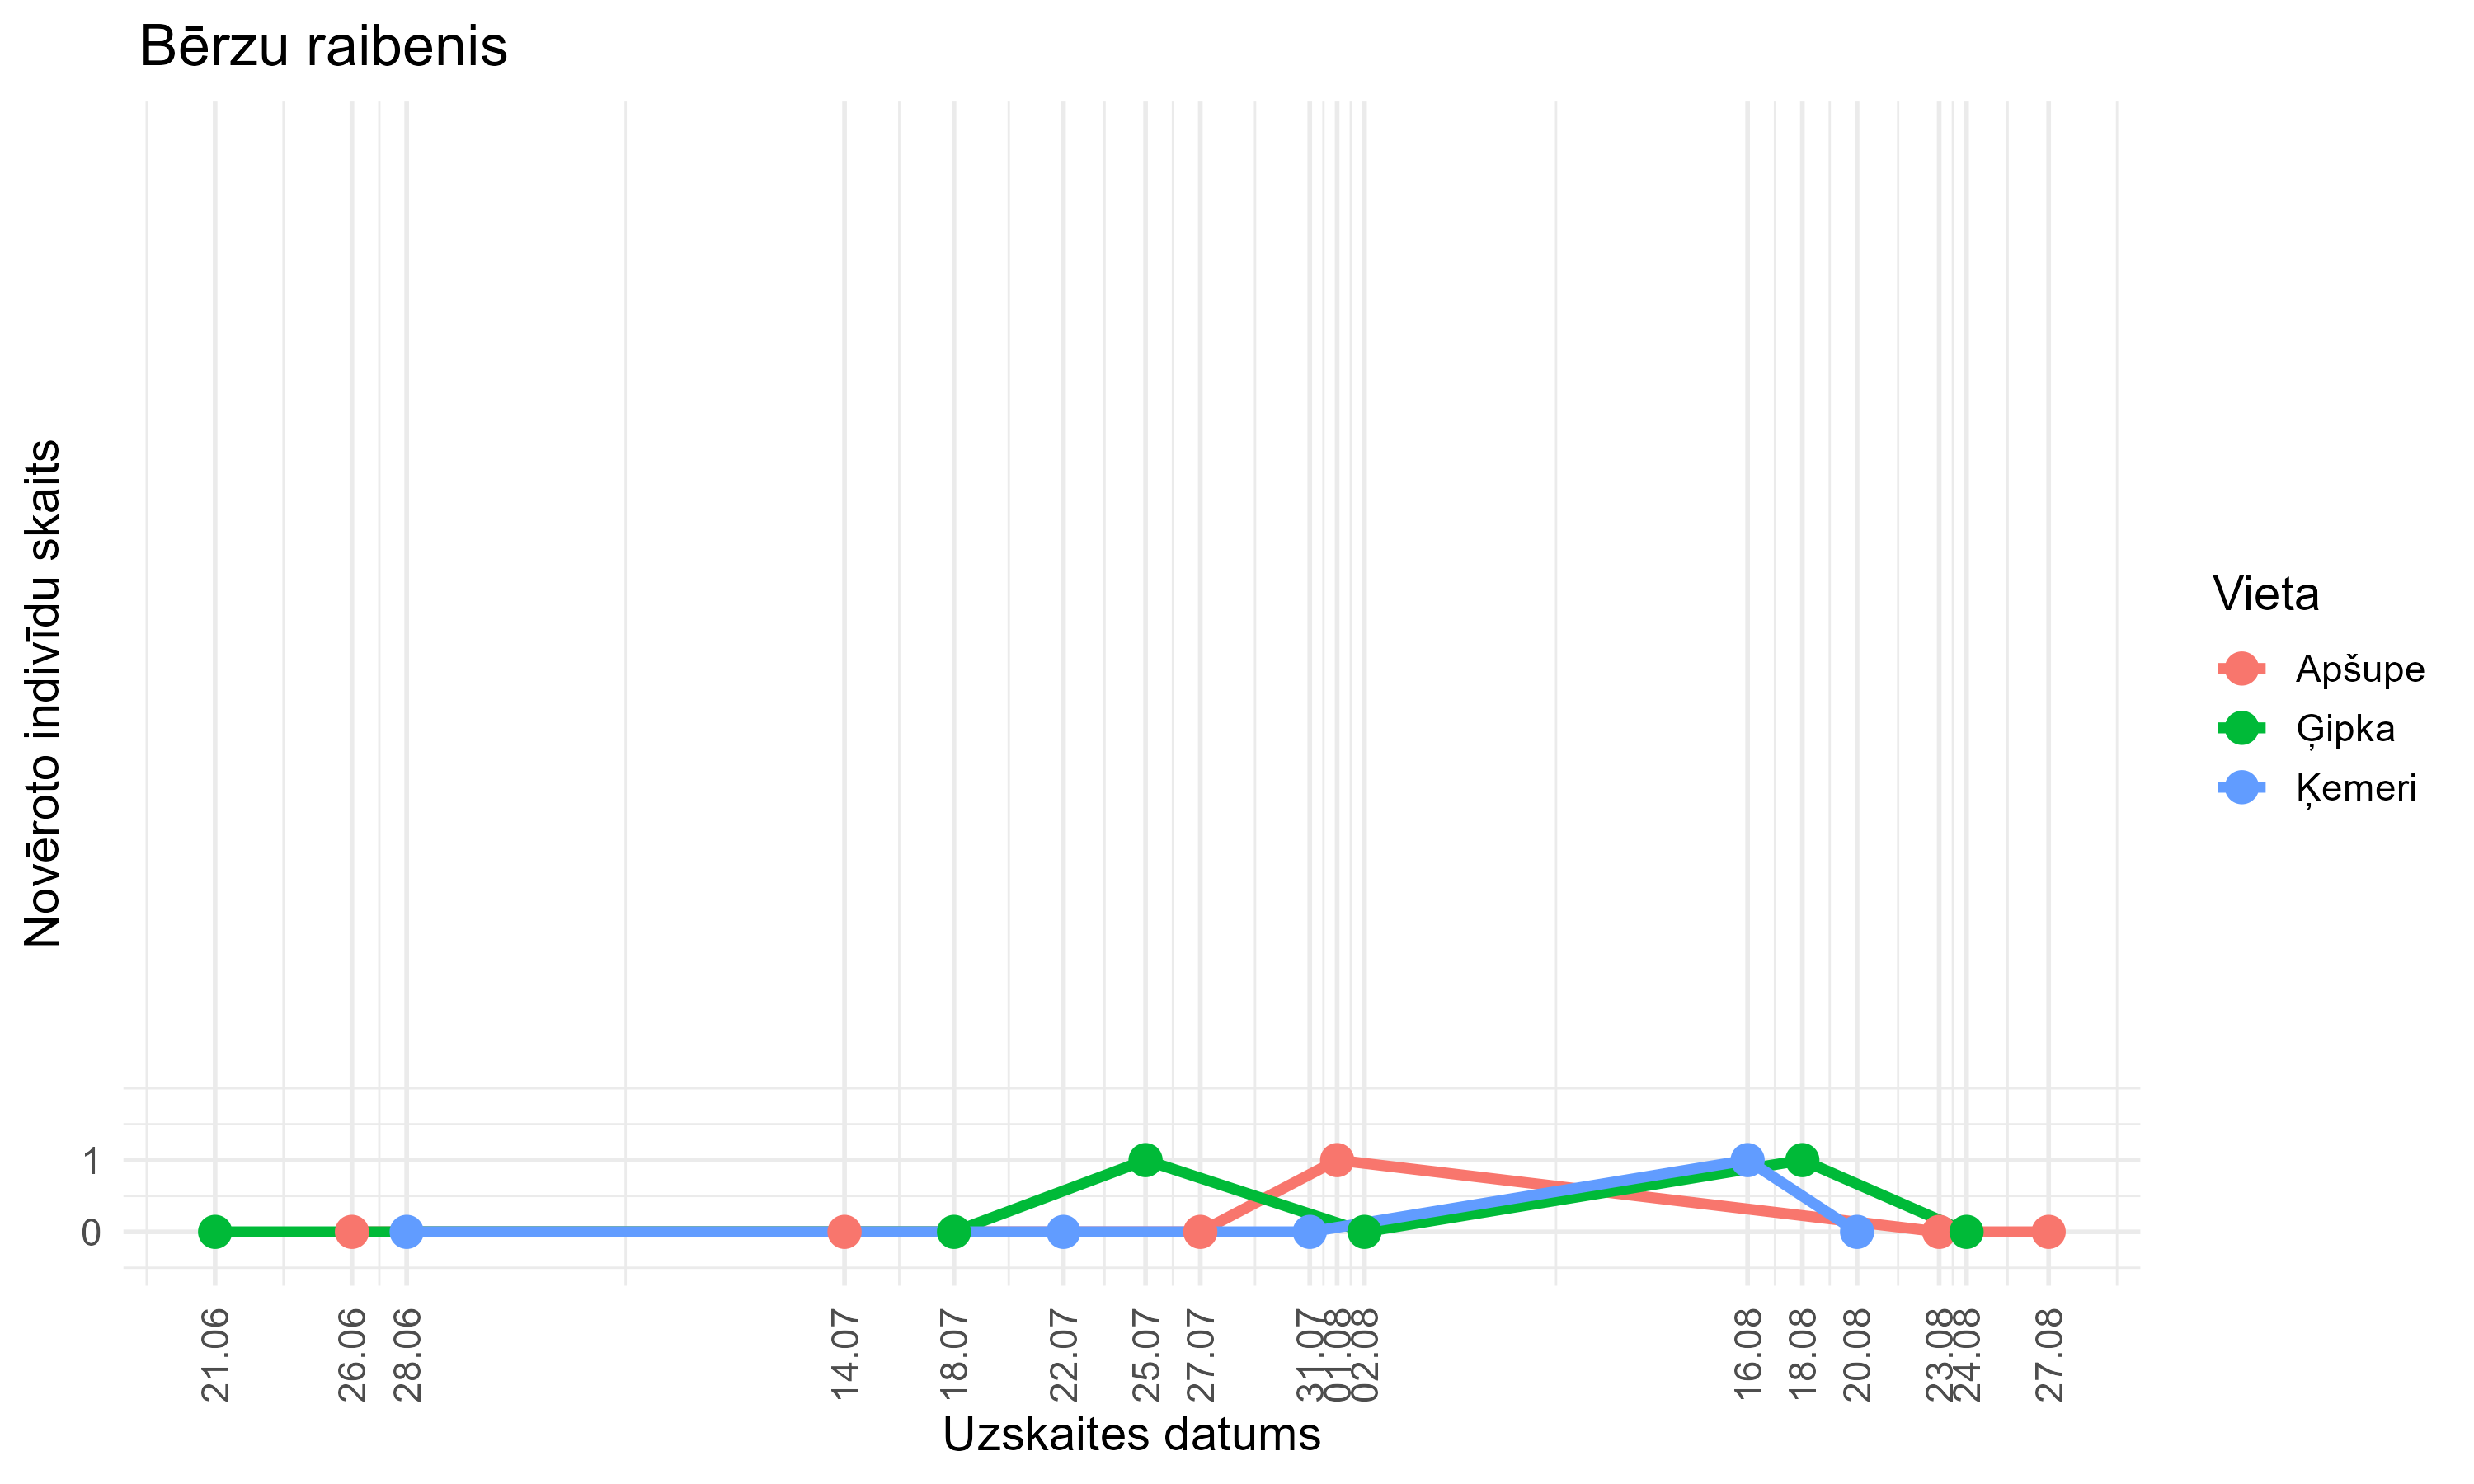 Bērzu raibenis
Novēroto indivīdu skaits
1
0
21.06
26.06
28.06
14.07
18.07
22.07
25.07
27.07
31.07
01.08
02.08
16.08
18.08
20.08
23.08
24.08
27.08
Uzskaites datums
Vieta
Apšupe
Ģipka
Ķemeri